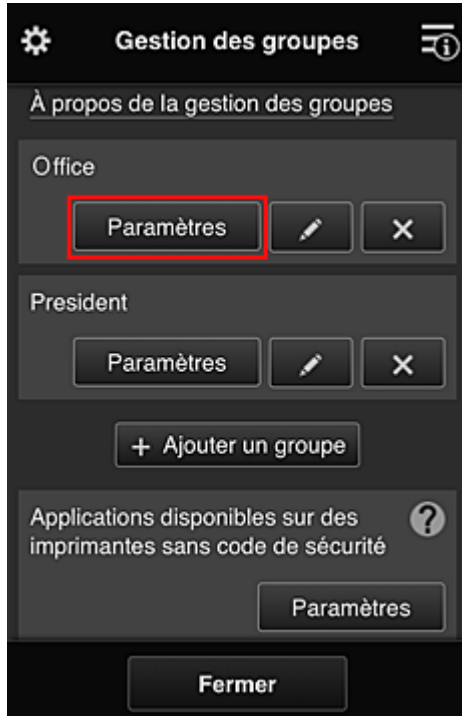 Gestion des groupes
À propos de la gestion des groupes
Office
Paramètres
President
Paramètres
+ Ajouter un groupe
Applications disponibles sur des
imprimantes sans code de sécurité
?
Paramètres
Fermer